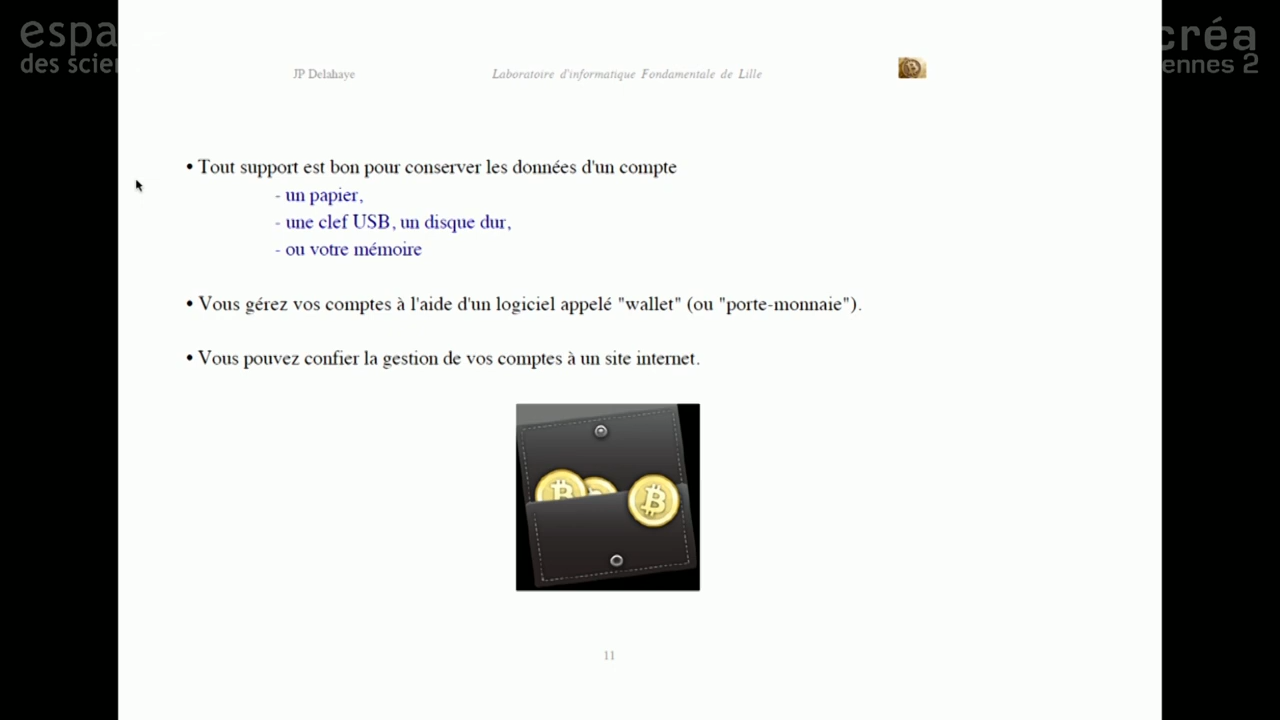 espa
des scien
créa
ennes 2
JP Delahaye
Laboratoire d'informatique Fondamentale de Lille
• Tout support est bon pour conserver les données d'un compte
- un papier,
- une clef USB, un disque dur,
- ou votre mémoire
• Vous gérez vos comptes à l'aide d'un logiciel appelé "wallet" (ou "porte-monnaie").
• Vous pouvez confier la gestion de vos comptes à un site internet.
11